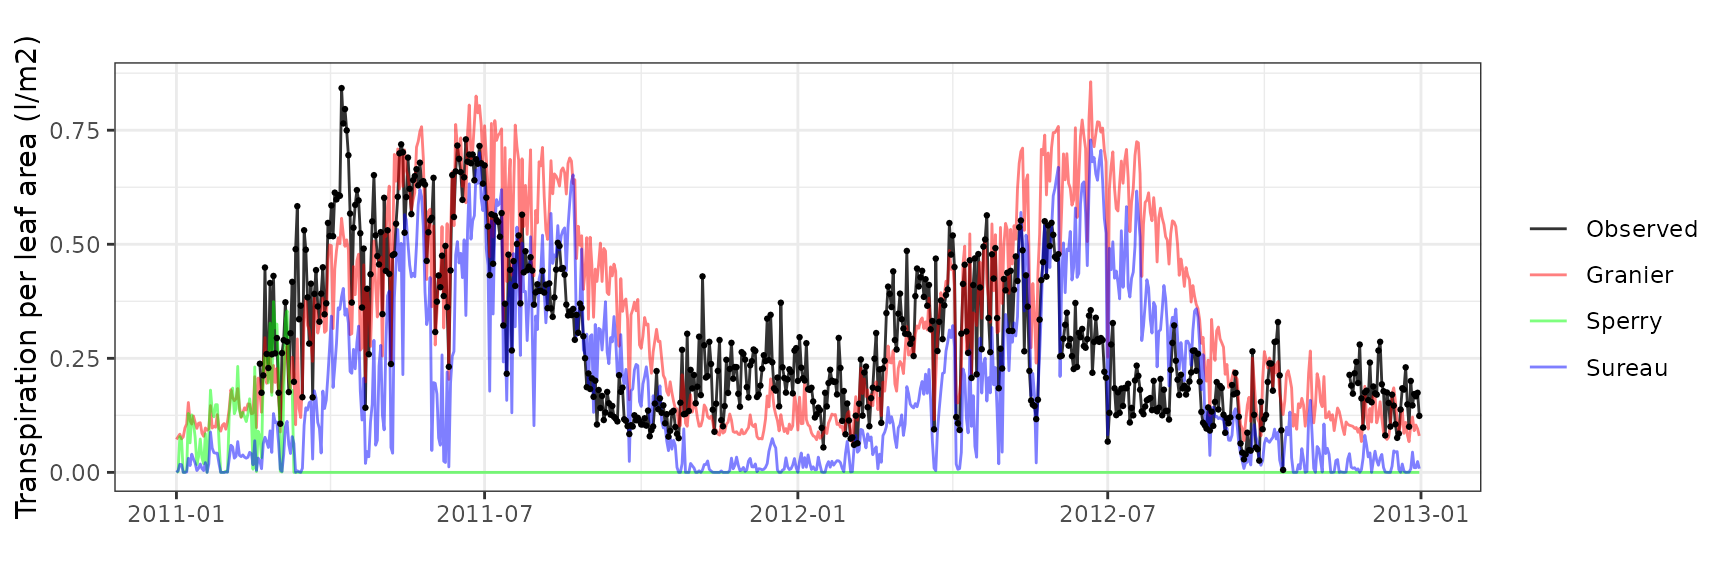 Transpiration per leaf area (l/m2)
0.75
0.50
0.25
0.00
2011-01 2011-07 2012-01 2012-07 2013-01
Observed
Granier
Sperry
Sureau